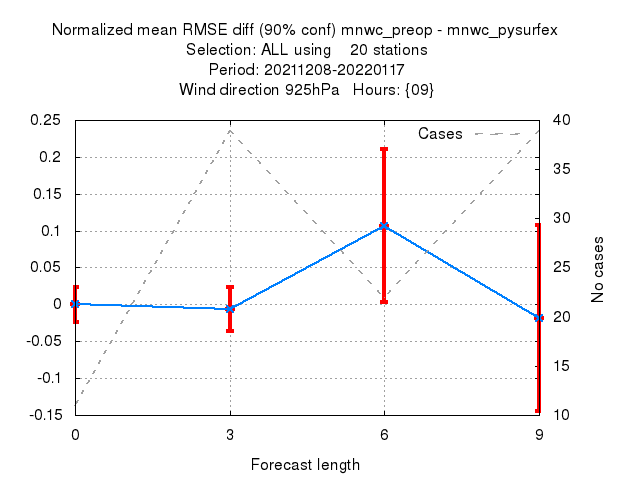 Normalized mean RMSE diff (90% conf) mnwc_preop - mnwc_pysurfex
Selection: ALL using 20 stations
Period: 20211208-20220117
Wind direction 925hPa Hours: {09}
Cases
0.25
0.2
0.15
0.1
0.05
0
-0.05
-0.1
-0.15
40
35
30
25
20
15
10
No cases
0 3 6 9
Forecast length